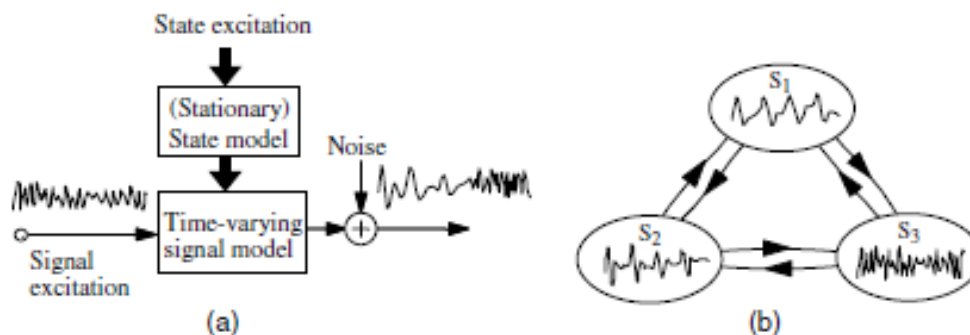 State excitation
(Stationary)
State model
Noise
Time-varying
signal model
+
Signal
excitation
(a)
S1
S2
S3
(b)